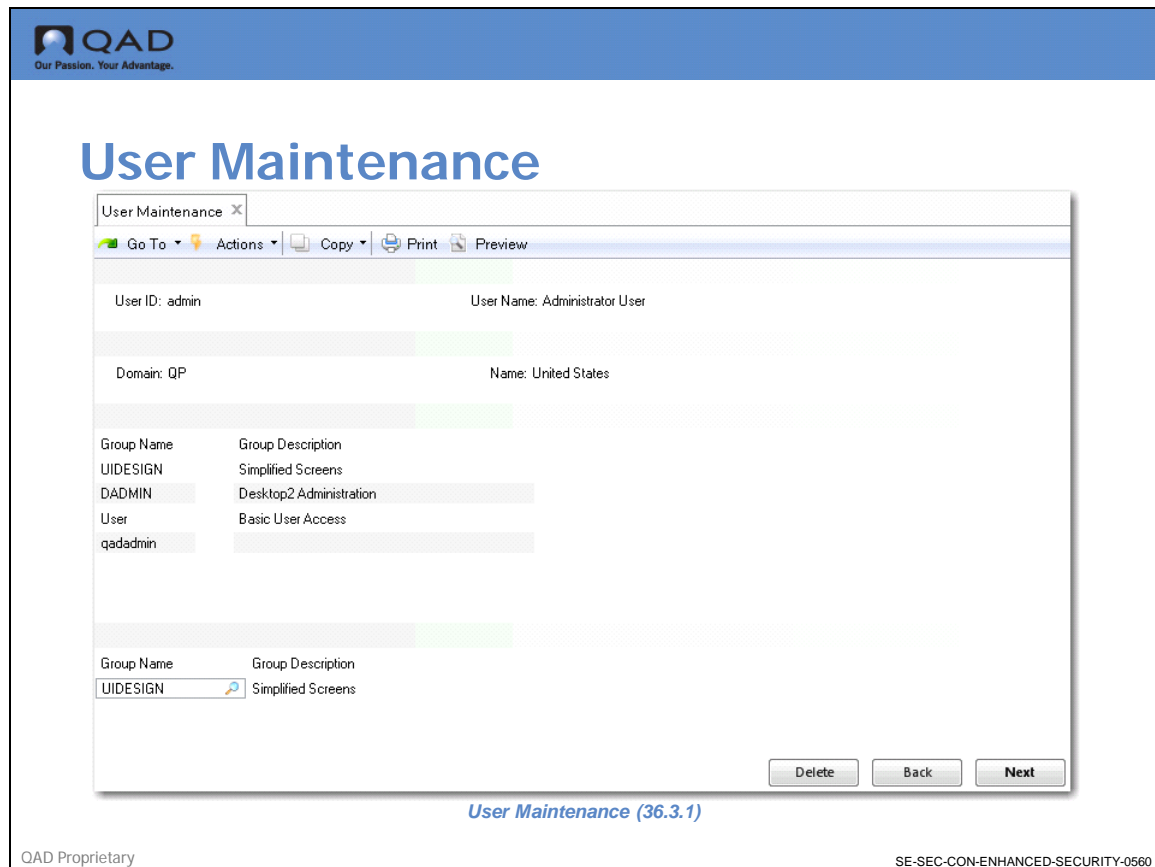 QAD
Our Passion. Your Advantage.
User Maintenance
User Maintenance X
Go To Actions Copy Print Preview
User ID: admin User Name: Administrator User
Domain: QP Name: United States
Group Name Group Description
UIDESIGN Simplified Screens
DADMIN Desktop2 Administration
User Basic User Access
qadadmin
Group Name Group Description
UIDESIGN Simplified Screens
Delete Back Next
User Maintenance (36.3.1)
QAD Proprietary SE-SEC-CON-ENHANCED-SECURITY-0560